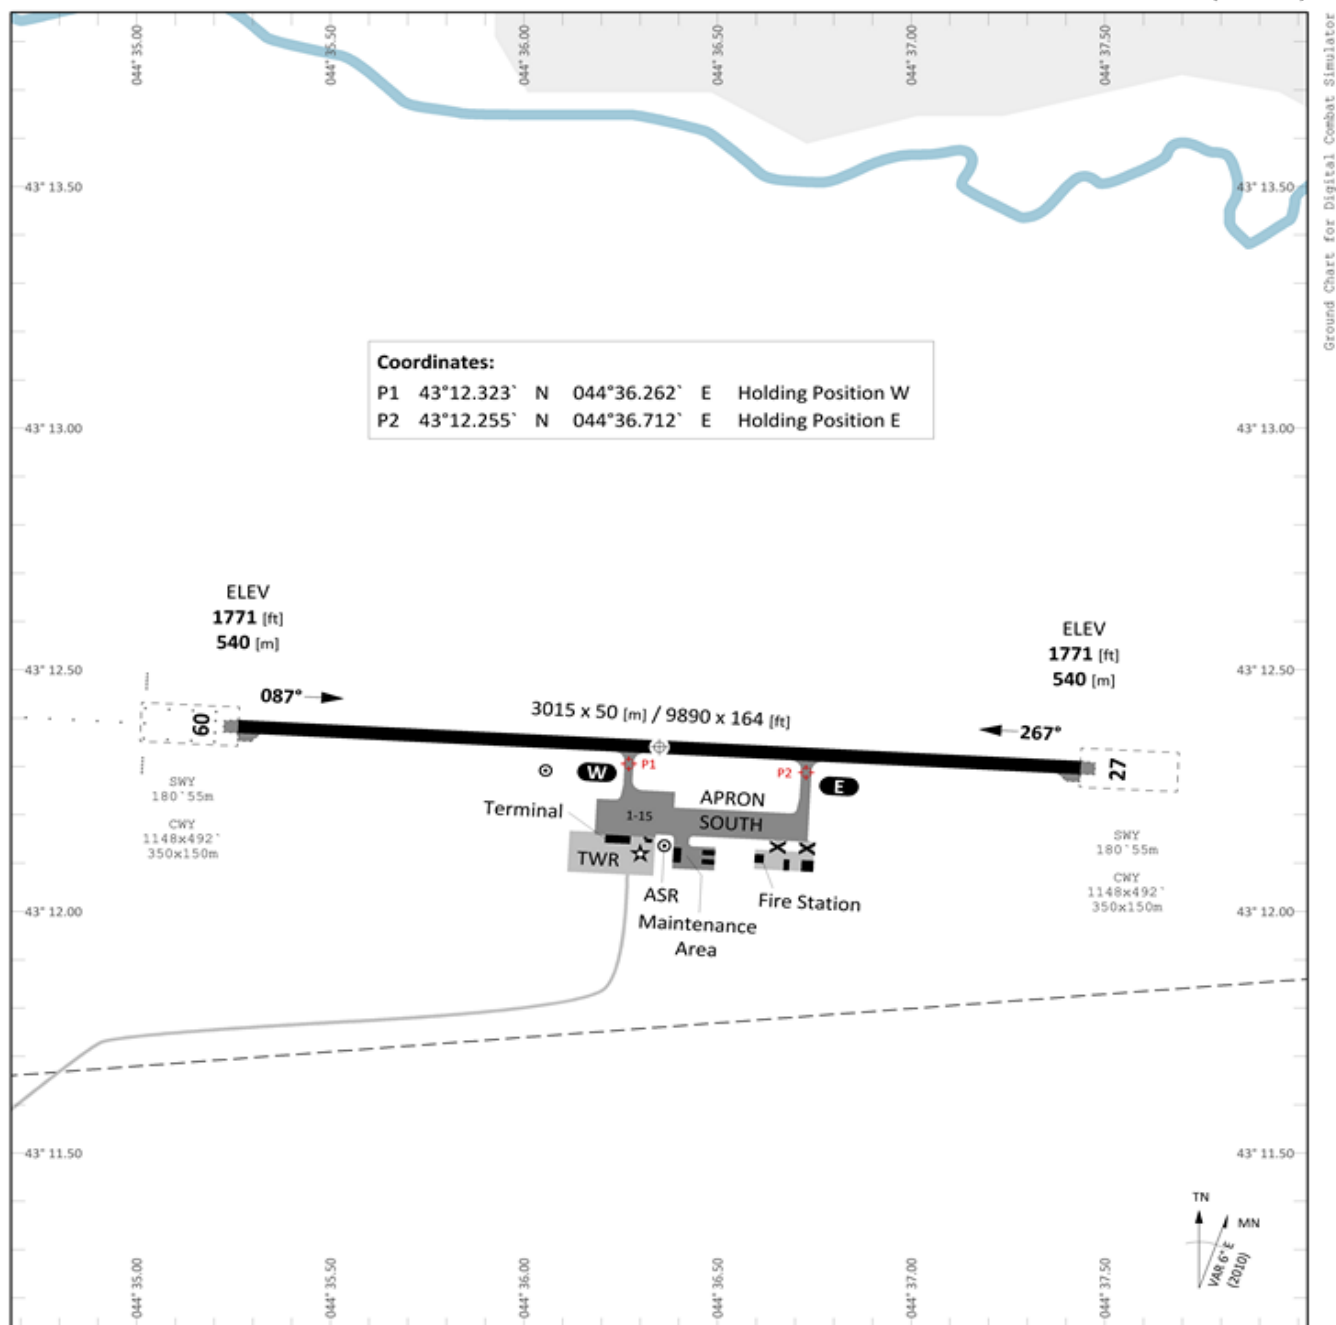 044° 35.00
044° 35.50
044° 36.00
044° 36.50
044° 37.00
044° 37.50
Ground Chart for Digital Combat Simulator
43° 13.50
43° 13.50
Coordinates:
P1 43°12.323` N 044°36.262` E Holding Position W
P2 43°12.255` N 044°36.712` E Holding Position E
43° 13.00
43° 13.00
ELEV
1771 [ft]
540 [m]
ELEV
1771 [ft]
540 [m]
43° 12.50
43° 12.50
087°
3015 x 50 [m] / 9890 x 164 [ft]
267°
09
27
W
P1
P2
E
SWY
180`55m
CWY
1148x492`
350x150m
Terminal
1-15
APRON
SOUTH
TWR
ASR
Maintenance
Area
Fire Station
SWY
180`55m
CWY
1148x492`
350x150m
43° 12.00
43° 12.00
43° 11.50
43° 11.50
TN
MN
VAR 6° E
(2010)
044° 35.00
044° 35.50
044° 36.00
044° 36.50
044° 37.00
044° 37.50